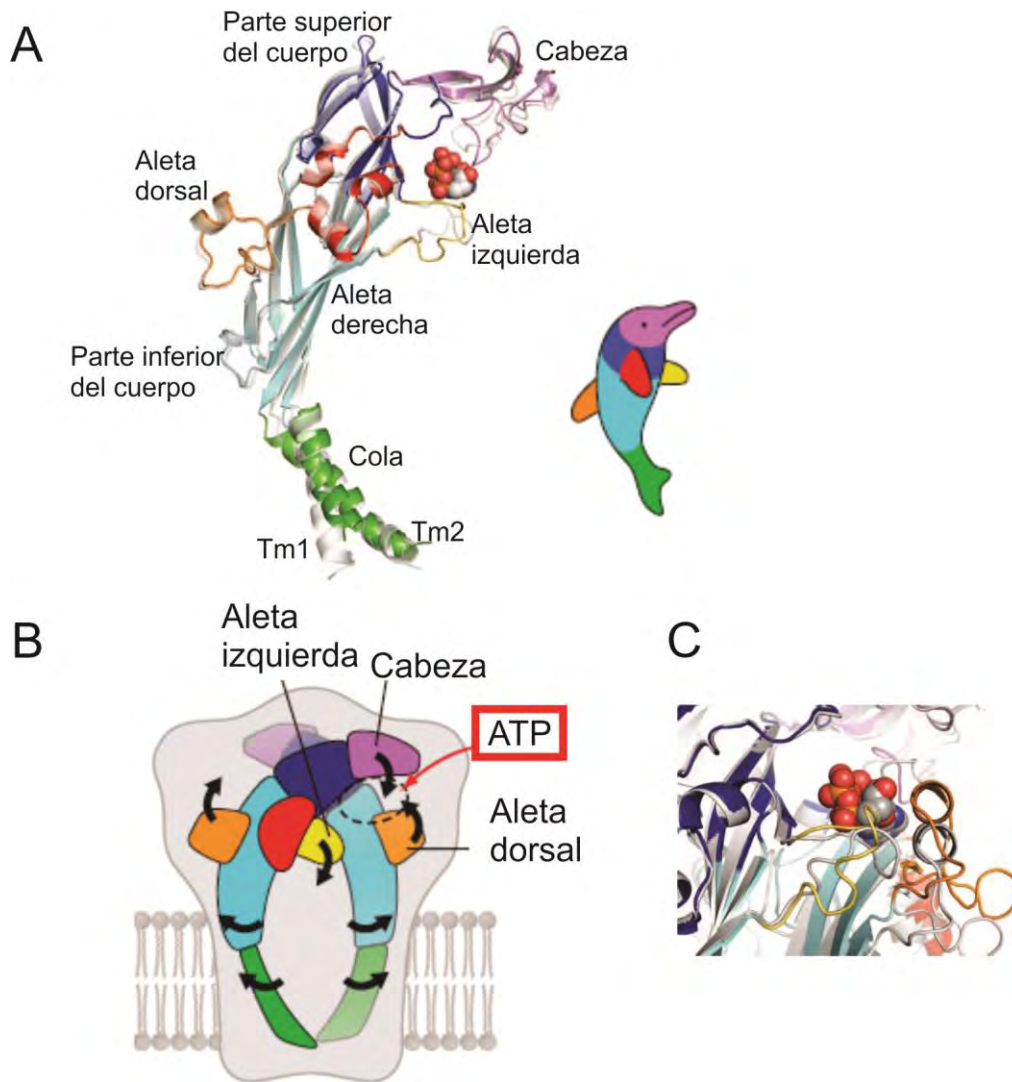 A
Parte superior
del cuerpo
Cabeza
Aleta
dorsal
Aleta
izquierda
Aleta
derecha
Parte inferior
del cuerpo
Cola
Tm1
Tm2
B
Aleta
izquierda
Cabeza
ATP
Aleta
dorsal
C